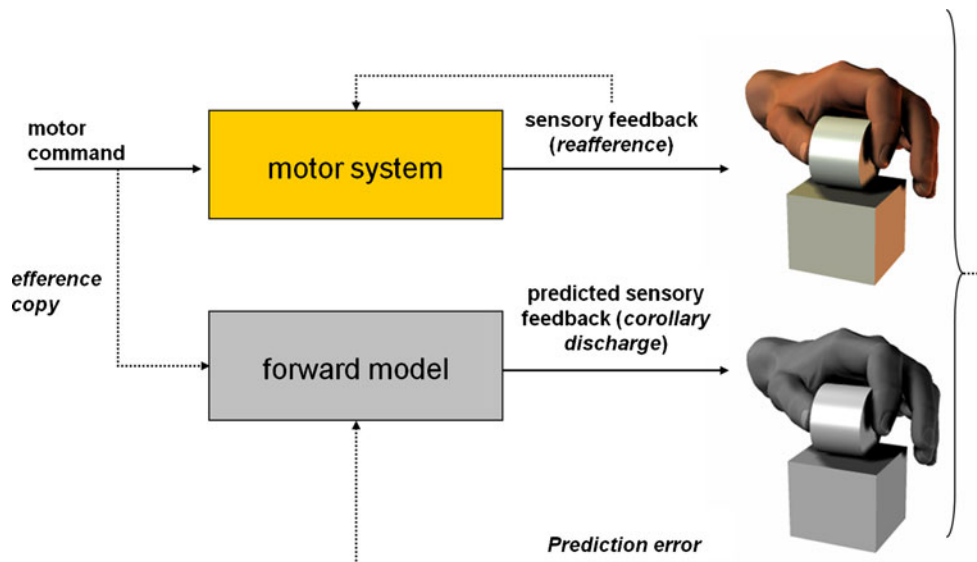 motor
command
motor system
sensory feedback
(reafference)
efference
copy
forward model
predicted sensory
feedback (corollary
discharge)
Prediction error